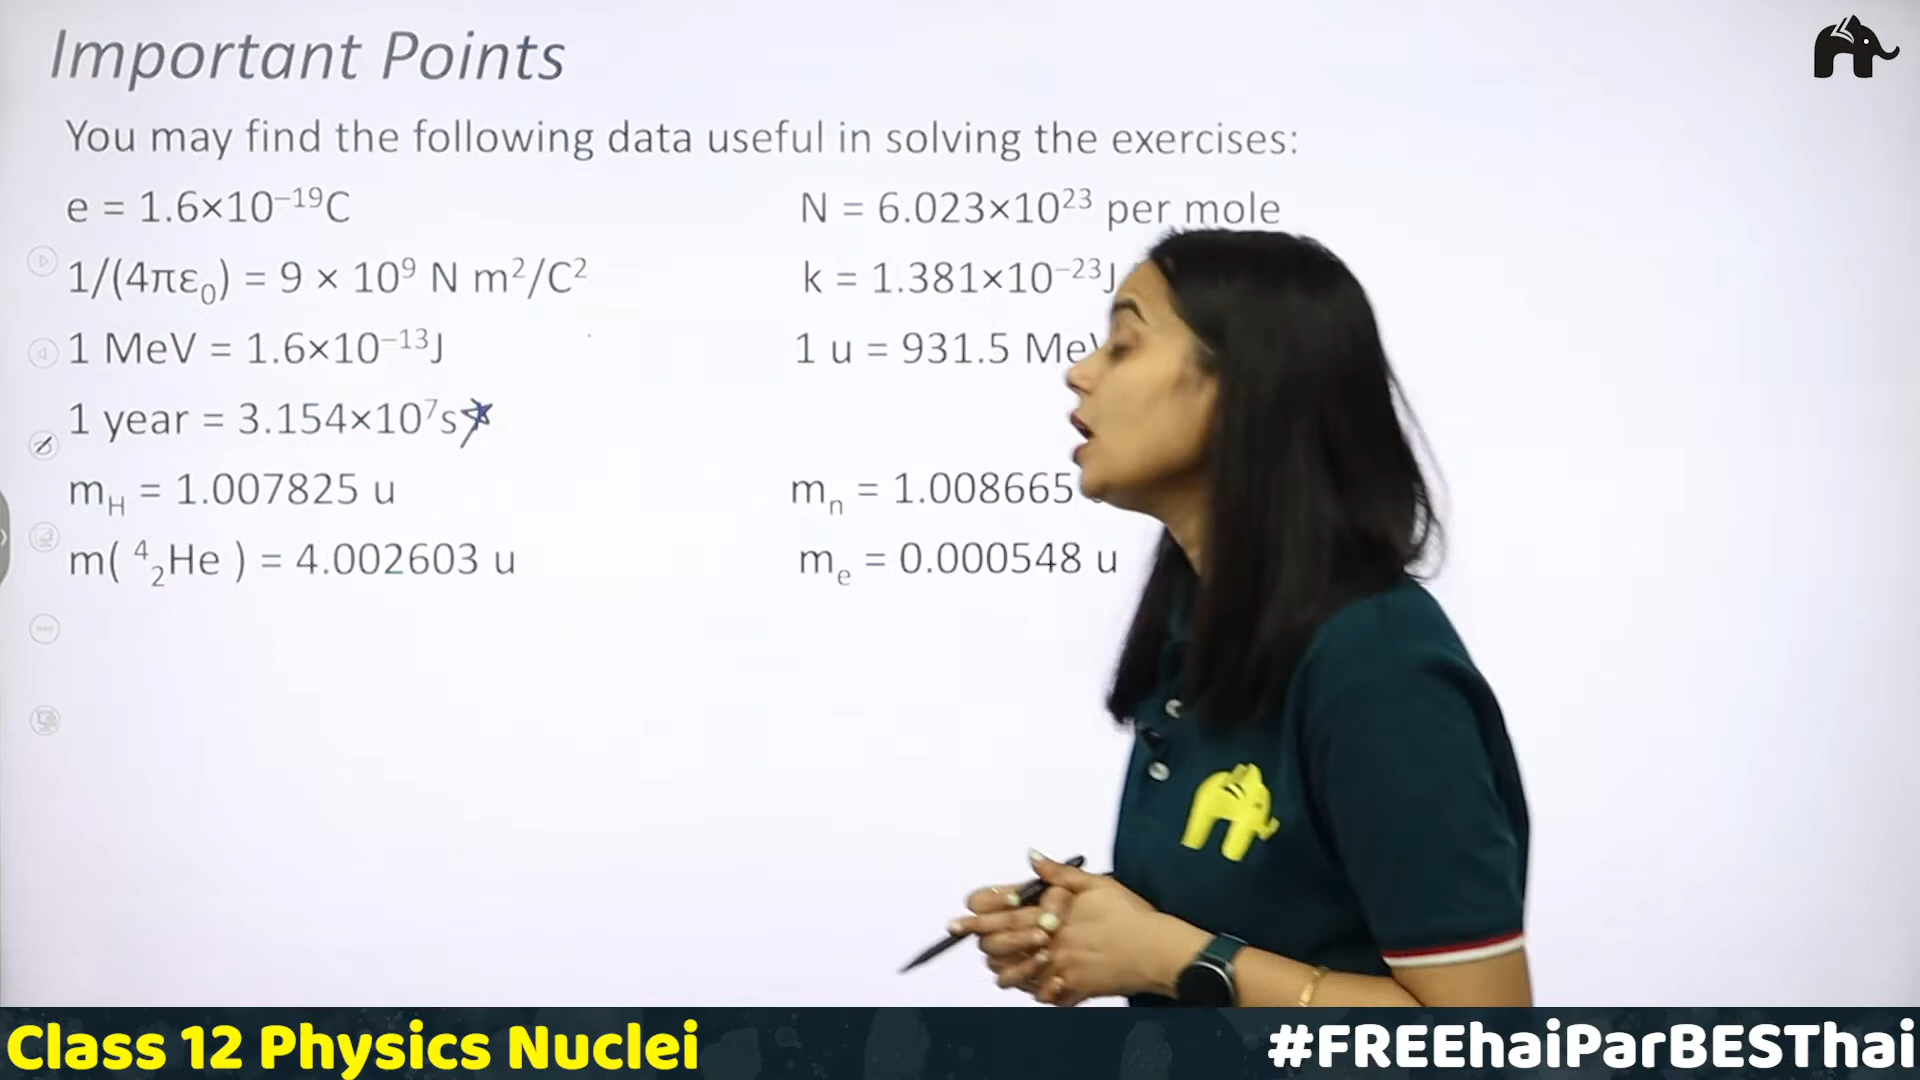 Important Points
You may find the following data useful in solving the exercises:
e = 1.6×10⁻¹⁹C
N = 6.023×10²³ per mole
1/(4πε₀) = 9 × 10⁹ N m²/C²
k = 1.381×10⁻²³J
1 MeV = 1.6×10⁻¹³J
1 u = 931.5
1 year = 3.154×10⁷s
m_H = 1.007825 u
mₙ = 1.008665
m( ⁴₂He ) = 4.002603 u
mₑ = 0.000548 u
Class 12 Physics Nuclei
#FREEhaiParBESThai